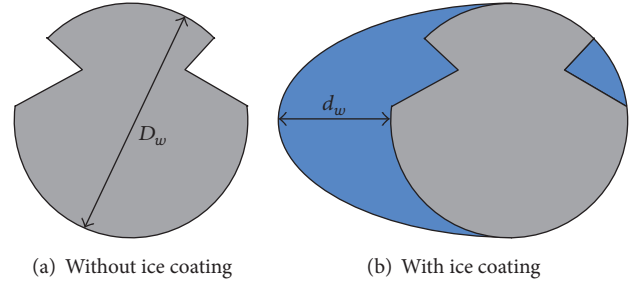 D_w
d_w
(a) Without ice coating
(b) With ice coating